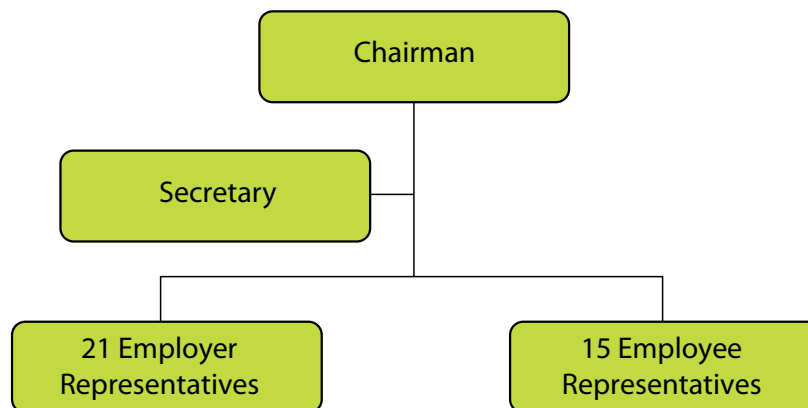 Chairman
Secretary
21 Employer
Representatives
15 Employee
Representatives